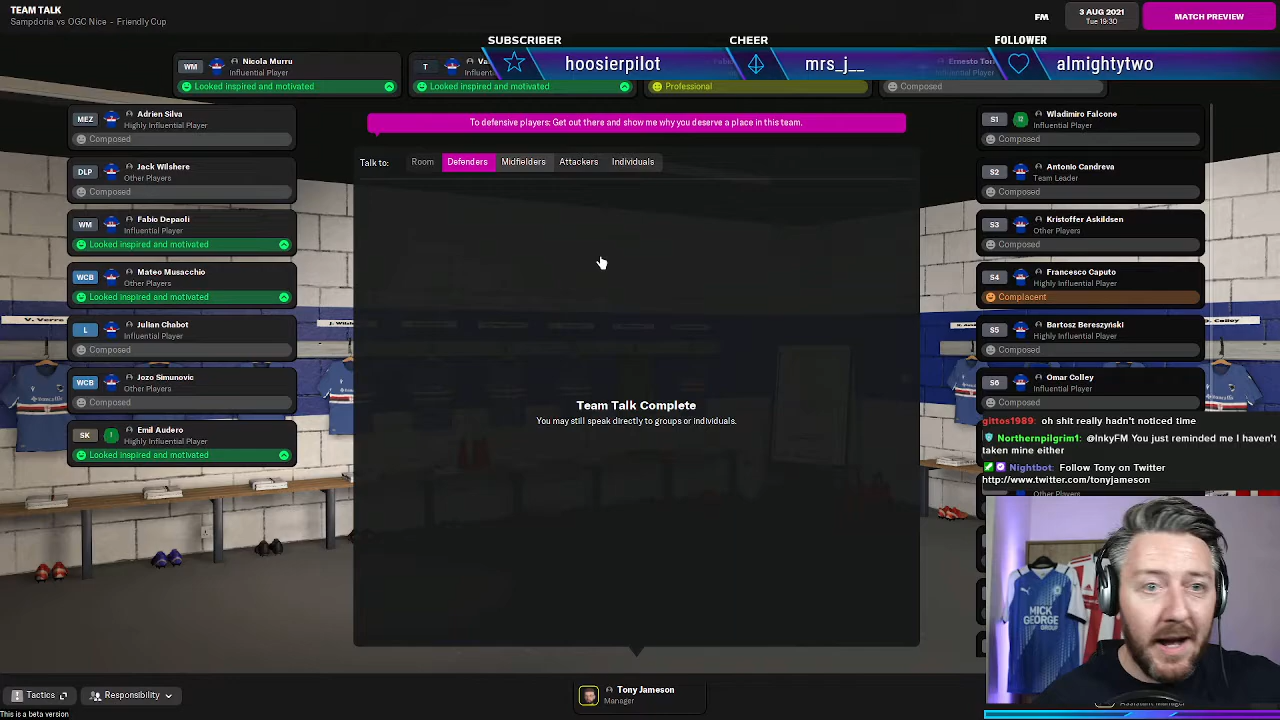 TEAM TALK
Sampdoria vs OGC Nice - Friendly Cup
FM
3 AUG 2021
Tue 19:30
MATCH PREVIEW
SUBSCRIBER
hoosierpilot
CHEER
mrs_j__
FOLLOWER
almightytwo
WM
Nicola Murru
Influential Player
Looked inspired and motivated
T
Looked inspired and motivated
Professional
Composed
To defensive players: Get out there and show me why you deserve a place in this team.
Talk to:
Room
Defenders
Midfielders
Attackers
Individuals
MEZ
Adrien Silva
Highly Influential Player
Composed
DLP
Jack Wilshere
Other Players
Composed
WM
Fabio Depaoli
Influential Player
Looked inspired and motivated
WCB
Mateo Musacchio
Other Players
Looked inspired and motivated
L
Julian Chabot
Influential Player
Composed
WCB
Jozo Simunovic
Other Players
Composed
SK
1
Emil Audero
Highly Influential Player
Looked inspired and motivated
Team Talk Complete
You may still speak directly to groups or individuals.
S1
12
Wladimiro Falcone
Influential Player
Composed
S2
Antonio Candreva
Team Leader
Composed
S3
Kristoffer Askildsen
Other Players
Composed
S4
Francesco Caputo
Highly Influential Player
Complacent
S5
Bartosz Bereszyński
Highly Influential Player
Composed
S6
Omar Colley
Influential Player
Composed
gittos1989: oh shit really hadn't noticed time
Northernpilgrim1: @InkyFM You just reminded me I haven't
taken mine either
Nightbot: Follow Tony on Twitter
http://www.twitter.com/tonyjameson
Other Players
MICK
GEORGE
GROUP
Tactics
Responsibility
Tony Jameson
Manager
Assistant Manager
This is a beta version